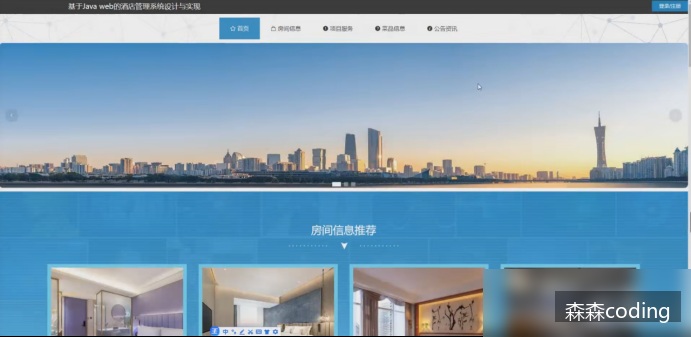 基于Java web的酒店管理系统设计与实现
登录/注册
首页
房间信息
项目服务
菜品信息
公告资讯
房间信息推荐
森森coding
中